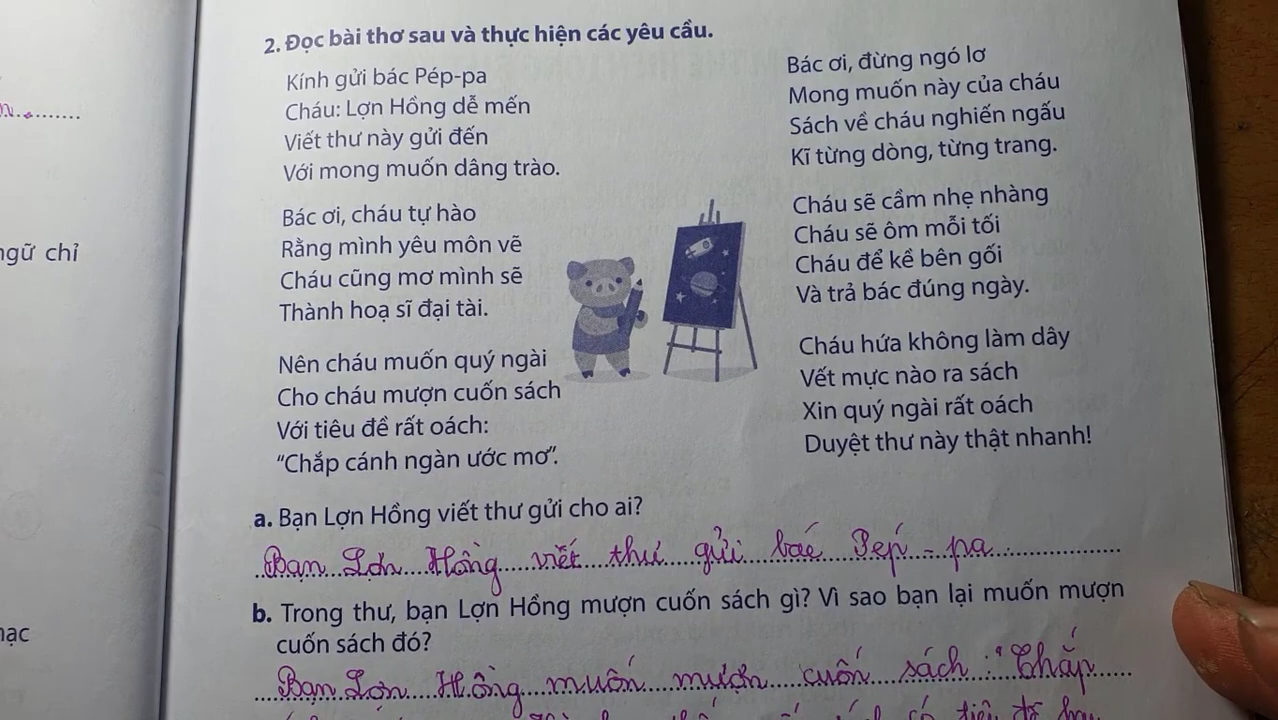 n.
ngữ chỉ
nạc
2. Đọc bài thơ sau và thực hiện các yêu cầu.
Kính gửi bác Pép-pa
Cháu: Lợn Hồng dễ mến
Viết thư này gửi đến
Với mong muốn dâng trào.
Bác ơi, cháu tự hào
Rằng mình yêu môn vẽ
Cháu cũng mơ mình sẽ
Thành hoạ sĩ đại tài.
Nên cháu muốn quý ngài
Cho cháu mượn cuốn sách
Với tiêu đề rất oách:
“Chắp cánh ngàn ước mơ”.
Bác ơi, đừng ngó lơ
Mong muốn này của cháu
Sách về cháu nghiến ngấu
Kĩ từng dòng, từng trang.
Cháu sẽ cầm nhẹ nhàng
Cháu sẽ ôm mỗi tối
Cháu để kề bên gối
Và trả bác đúng ngày.
Cháu hứa không làm dây
Vết mực nào ra sách
Xin quý ngài rất oách
Duyệt thư này thật nhanh!
a. Bạn Lợn Hồng viết thư gửi cho ai?
Bạn Lợn Hồng viết thư gửi bác Pép - pa
b. Trong thư, bạn Lợn Hồng mượn cuốn sách gì? Vì sao bạn lại muốn mượn
cuốn sách đó?
Bạn Lợn Hồng muốn mượn cuốn sách : "Chắp
sách có tiêu đề hay